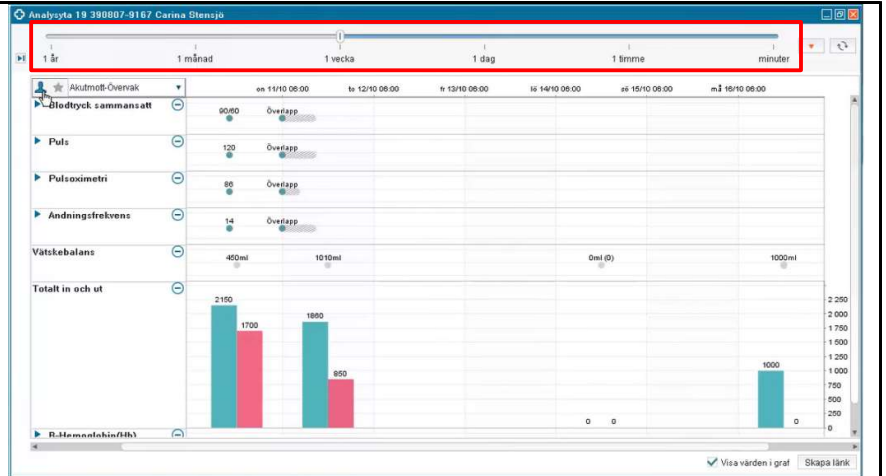 Analysyta 19 390807-9167 Carina Stensjö
1 år 1 månad 1 vecka 1 dag 1 timme minuter
Akutmott-Övervak on 11/10 06:00 to 12/10 06:00 fr 13/10 06:00 lö 14/10 06:00 sö 15/10 06:00 må 16/10 06:00
Blodtryck sammansatt 90/60 Överlapp
Puls 120 Överlapp
Pulsoximetri 86 Överlapp
Andningsfrekvens 14 Överlapp
Vätskebalans 450ml 1010ml 0ml (0) 1000ml
Totalt in och ut
2150 1700 1860 850 0 0 1000 0
2 250
2 000
1 750
1 500
1 250
1 000
750
500
250
0
B-Hemoglobin(Hb)
Visa värden i graf Skapa länk